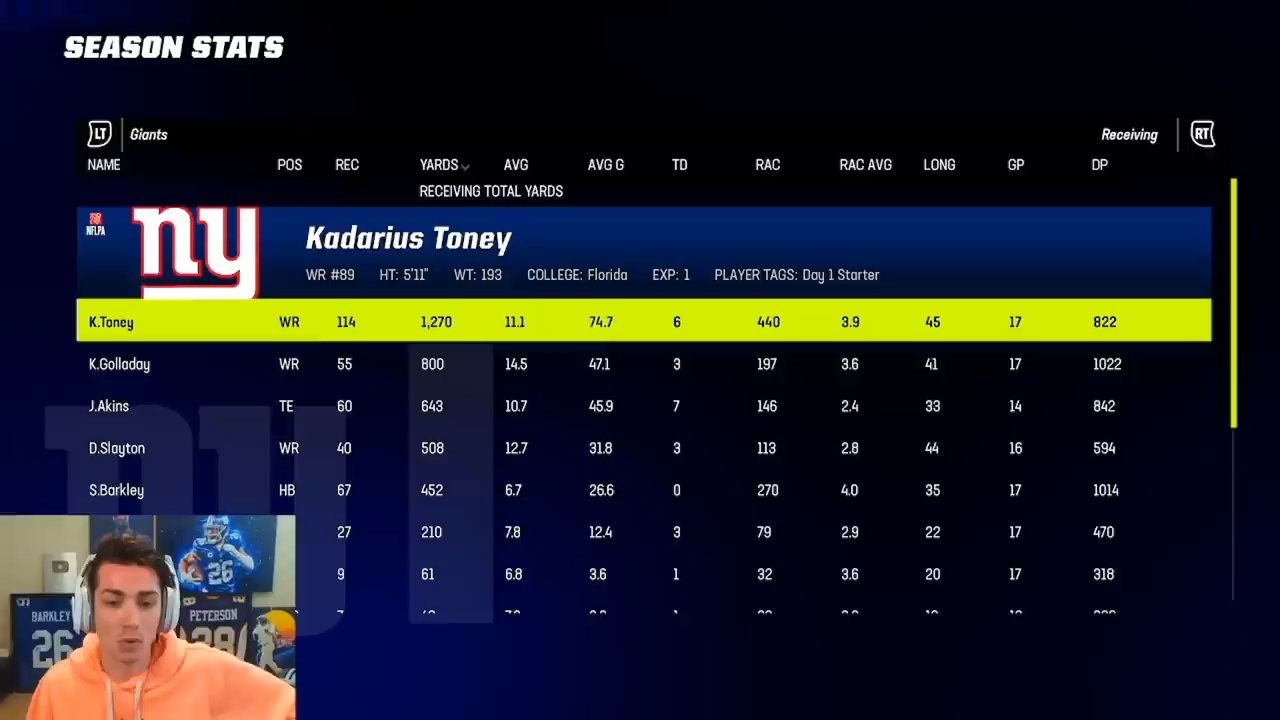 SEASON STATS
LT Giants Receiving RT
NAME POS REC YARDS AVG AVG G TD RAC RAC AVG LONG GP DP
RECEIVING TOTAL YARDS
NFLPA
ny
Kadarius Toney
WR #89 HT: 5'11" WT: 193 COLLEGE: Florida EXP: 1 PLAYER TAGS: Day 1 Starter
K.Toney WR 114 1,270 11.1 74.7 6 440 3.9 45 17 822
K.Golladay WR 55 800 14.5 47.1 3 197 3.6 41 17 1022
J.Akins TE 60 643 10.7 45.9 7 146 2.4 33 14 842
D.Slayton WR 40 508 12.7 31.8 3 113 2.8 44 16 594
S.Barkley HB 67 452 6.7 26.6 0 270 4.0 35 17 1014
27 210 7.8 12.4 3 79 2.9 22 17 470
9 61 6.8 3.6 1 32 3.6 20 17 318
26
BARKLEY
26
PETERSON
28